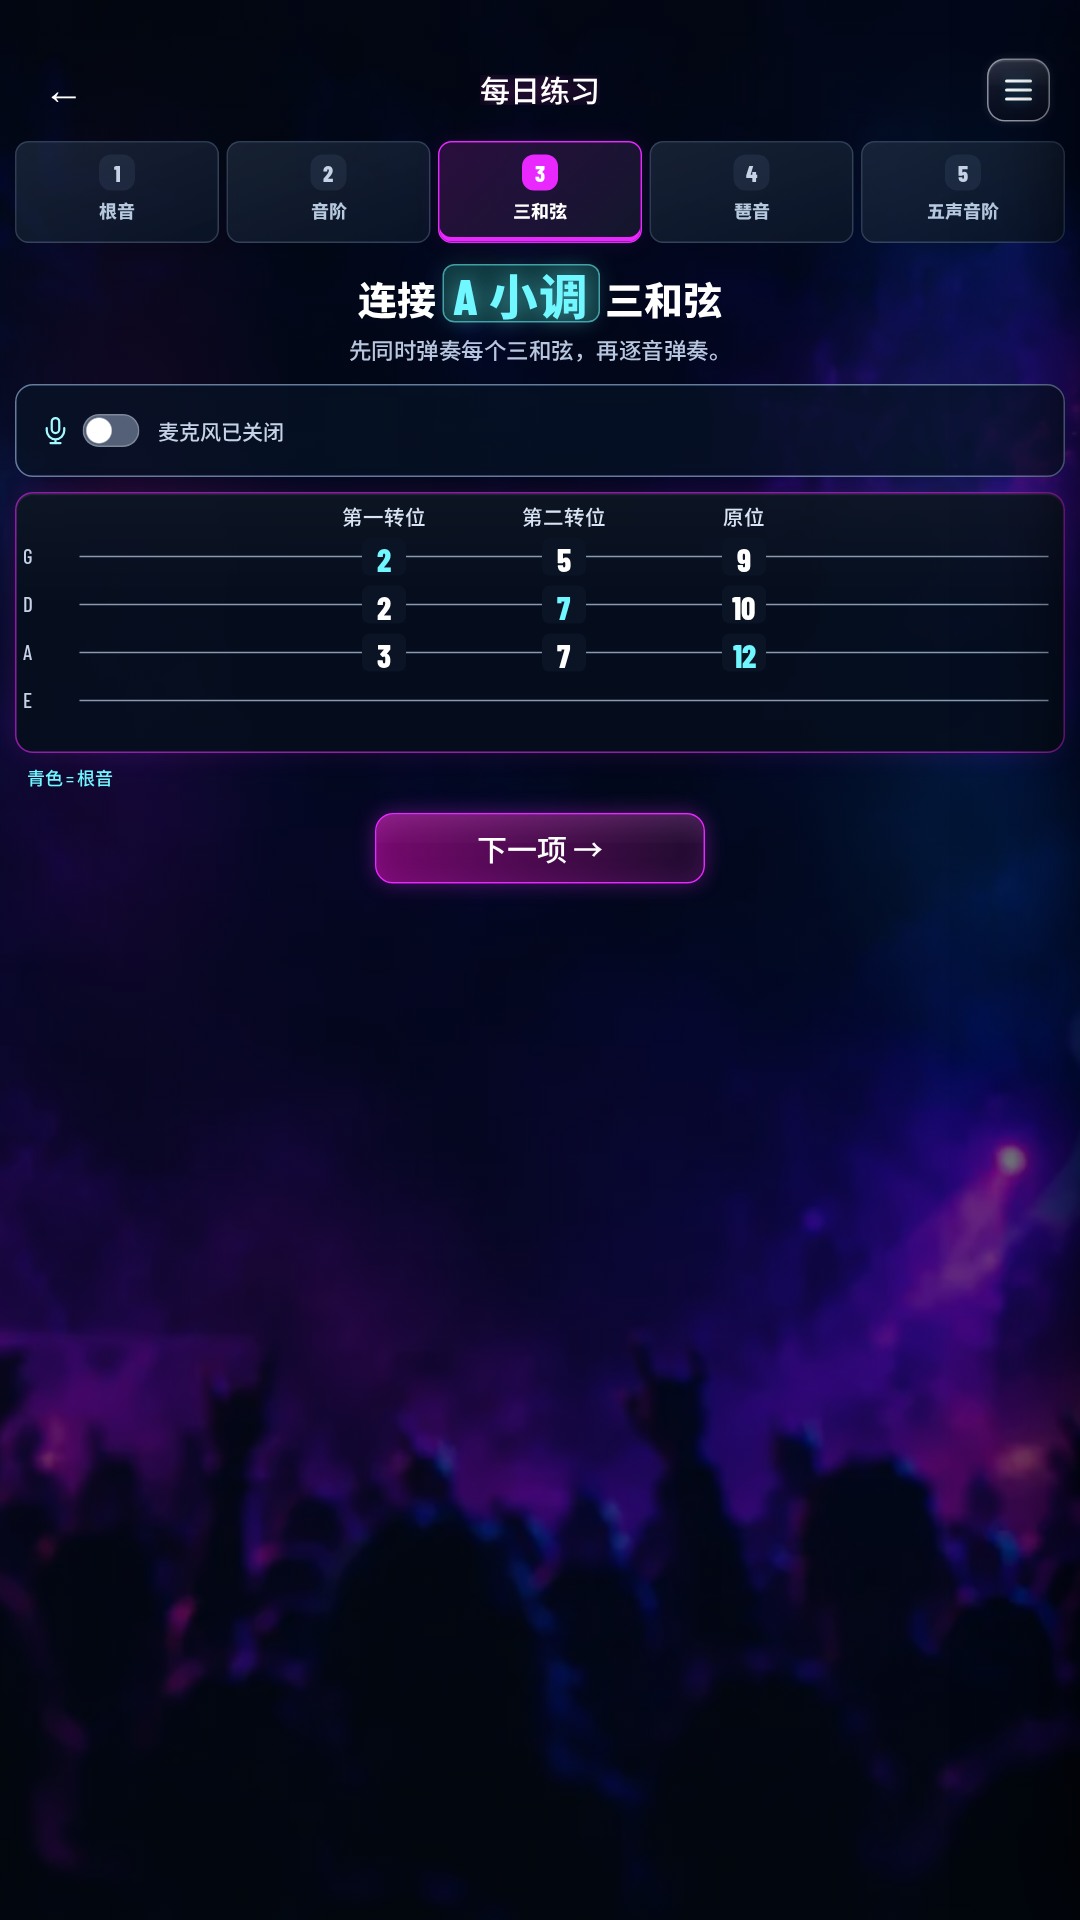 ←
每日练习
1
根音
2
音阶
3
三和弦
4
琶音
5
五声音阶
连接 A 小调 三和弦
先同时弹奏每个三和弦，再逐音弹奏。
麦克风已关闭
第一转位 第二转位 原位
G 2 5 9
D 2 7 10
A 3 7 12
E
青色=根音
下一项 →